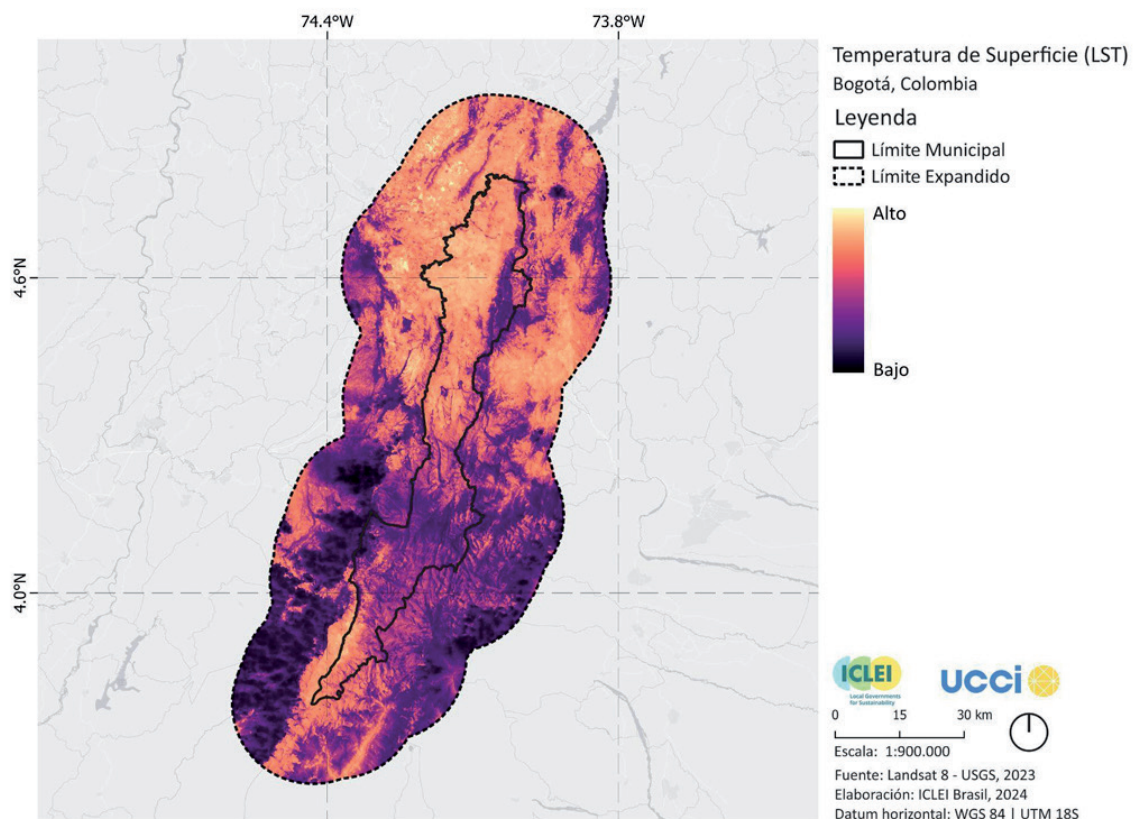 74.4°W
73.8°W
4.6°N
4.0°N
Temperatura de Superficie (LST)
Bogotá, Colombia
Leyenda
Límite Municipal
Límite Expandido
Alto
Bajo
ICLEI
Local Governments
for Sustainability
UCCi
0 15 30 km
Escala: 1:900.000
Fuente: Landsat 8 - USGS, 2023
Elaboración: ICLEI Brasil, 2024
Datum horizontal: WGS 84 | UTM 18S